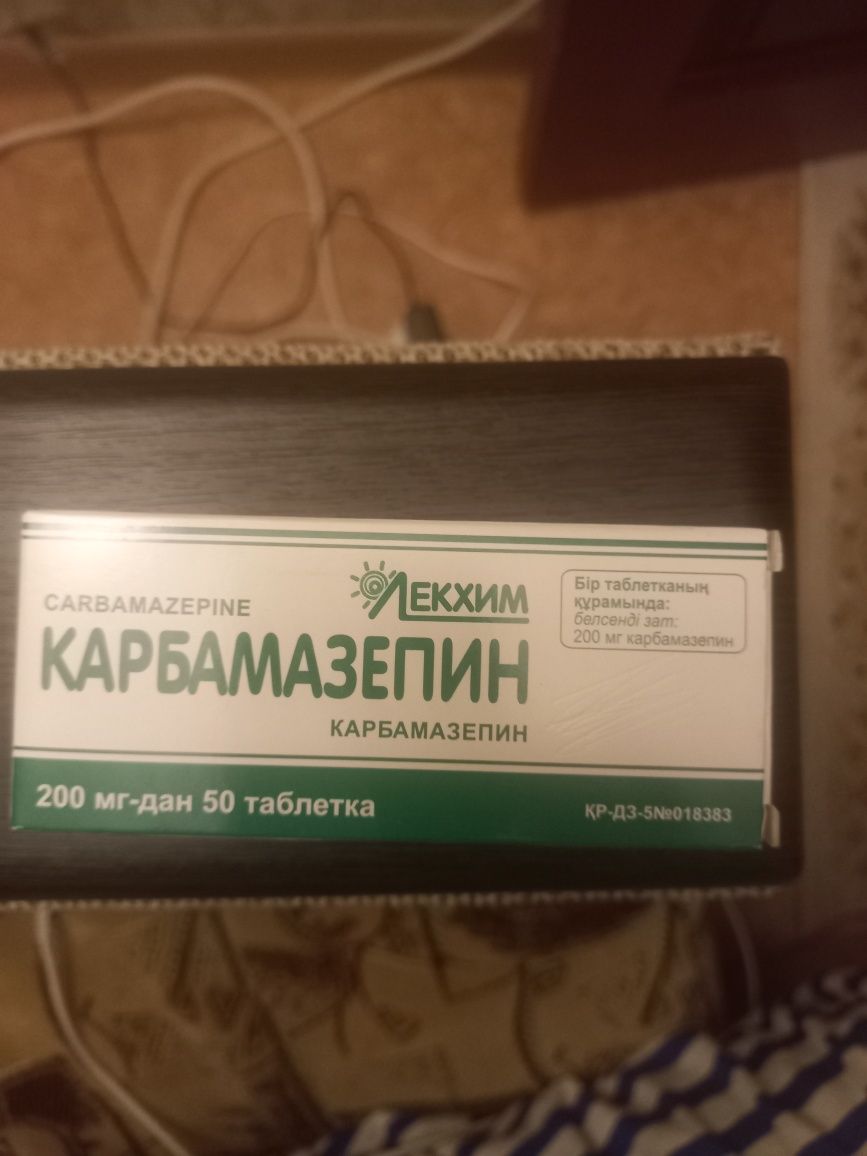 CARBAMAZEPINE
ЛЕКХИМ
КАРБАМАЗЕПИН
КАРБАМАЗЕПИН
Бір таблетканың
құрамында:
белсенді зат:
200 мг карбамазепин
200 мг-дан 50 таблетка
ҚР-ДЗ-5№018383